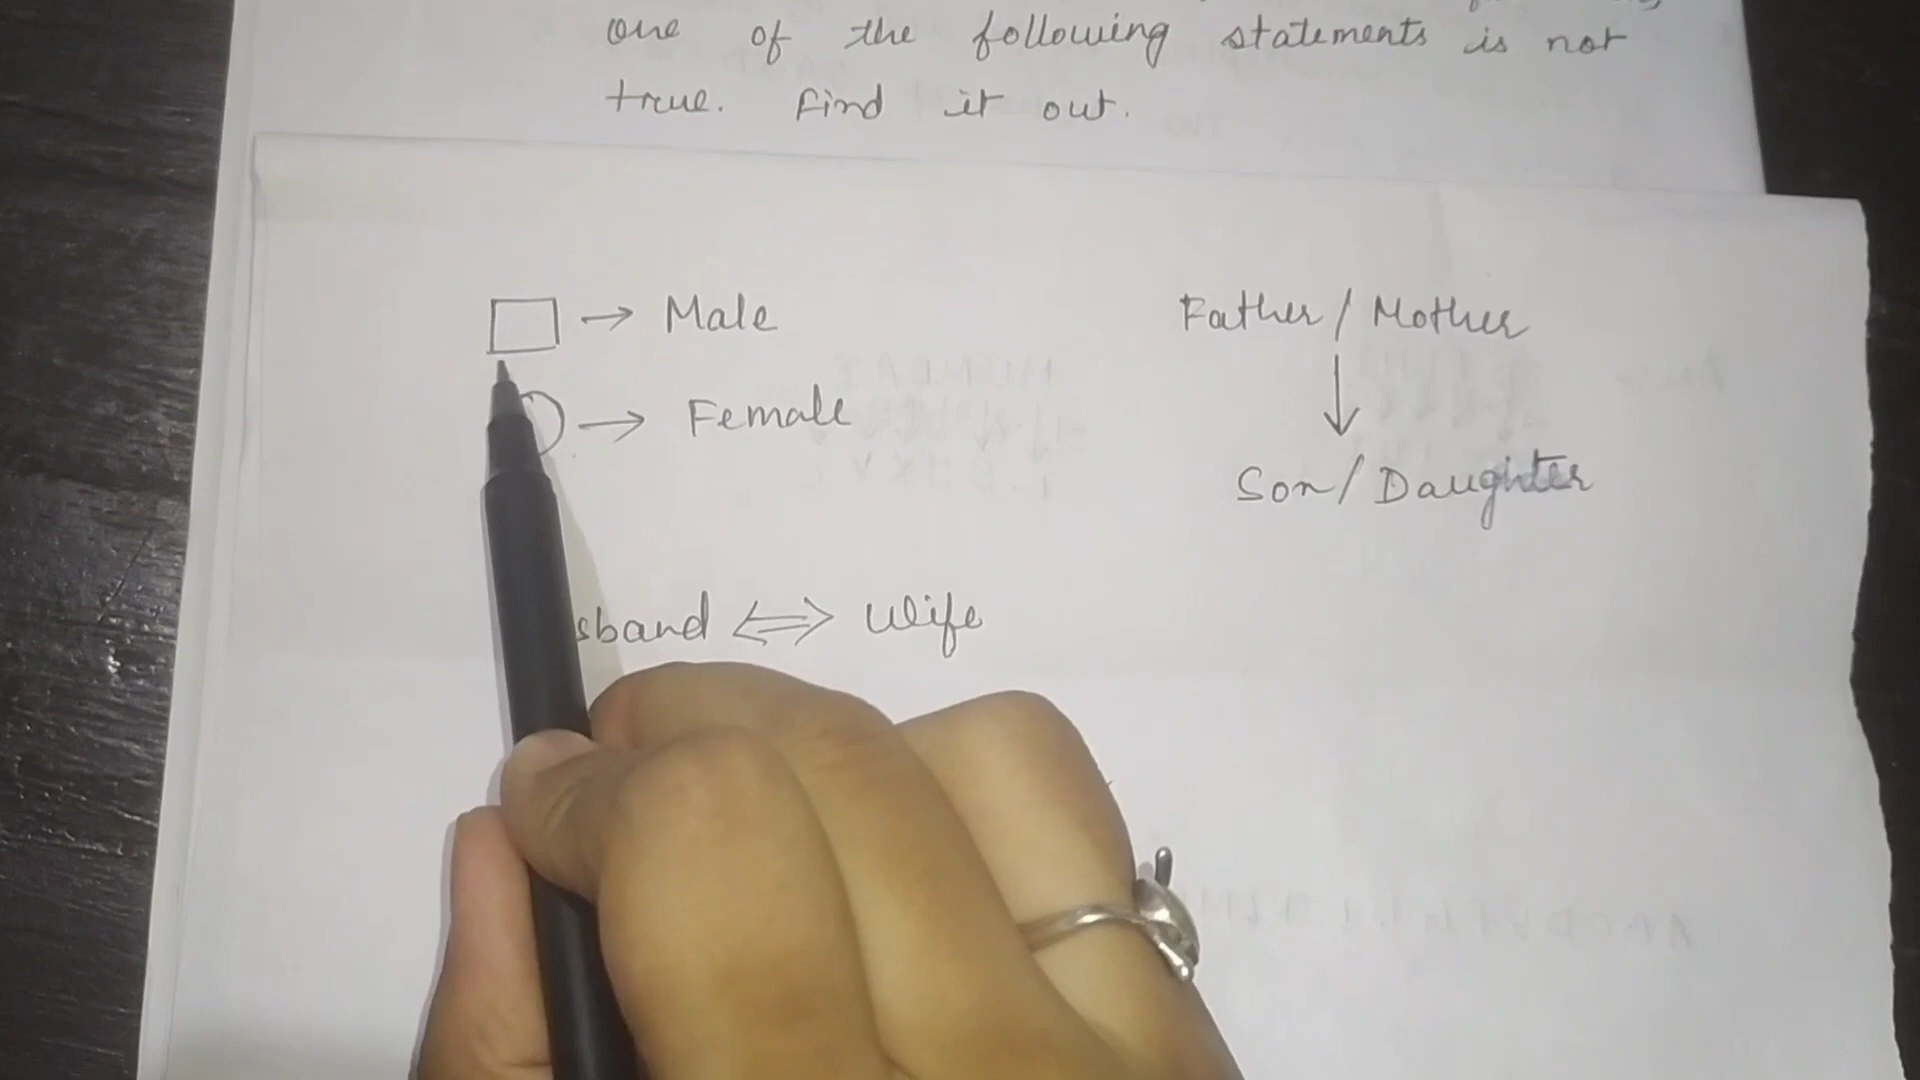 one of the following statements is not
true. Find it out.
→ Male
→ Female
Father / Mother
↓
Son / Daughter
sband ⇔ Wife